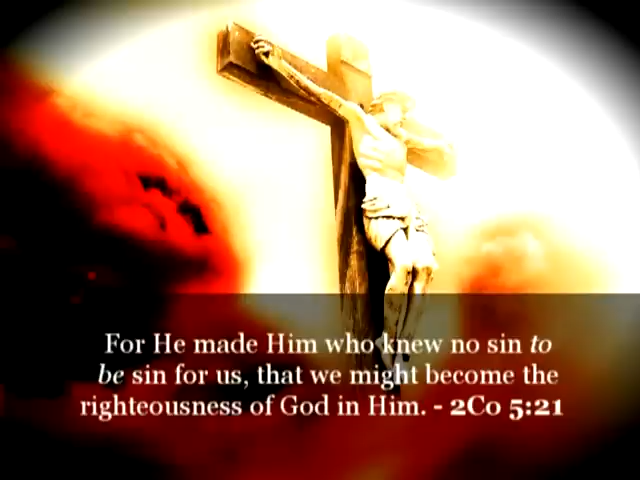 For He made Him who knew no sin to
be sin for us, that we might become the
righteousness of God in Him. - 2Co 5:21